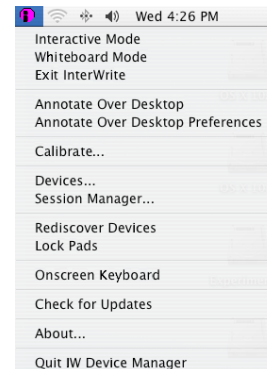 Wed 4:26 PM
Interactive Mode
Whiteboard Mode
Exit InterWrite
Annotate Over Desktop
Annotate Over Desktop Preferences
Calibrate...
Devices...
Session Manager...
Rediscover Devices
Lock Pads
Onscreen Keyboard
Check for Updates
About...
Quit IW Device Manager